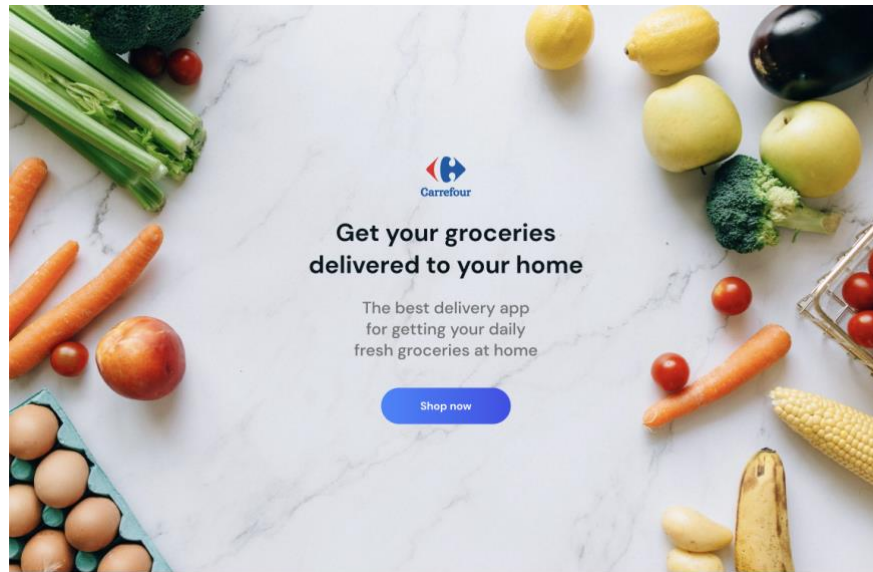 Carrefour
Get your groceries
delivered to your home
The best delivery app
for getting your daily
fresh groceries at home
Shop now